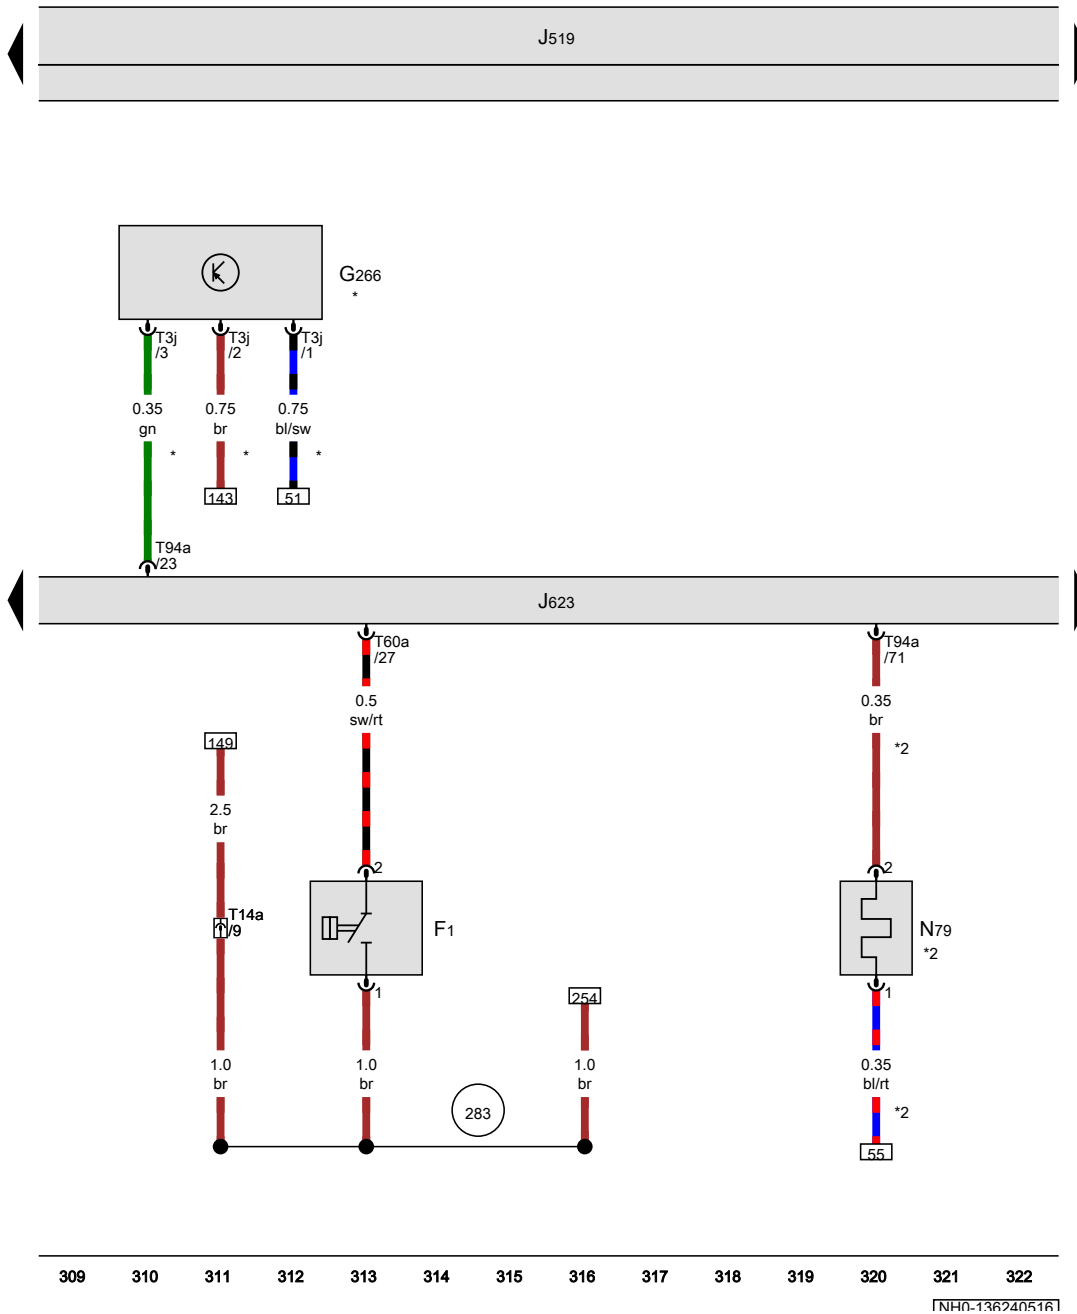 J519
G266
*
T3j
/3
T3j
/2
T3j
/1
0.35
gn
0.75
br
0.75
bl/sw
*
*
*
143
51
T94a
/23
J623
T60a
/27
T94a
/71
0.5
sw/rt
0.35
br
149
*2
2.5
br
2
2
T14a
/9
F1
N79
*2
1
1
254
1.0
br
1.0
br
1.0
br
0.35
bl/rt
283
*2
55
309 310 311 312 313 314 315 316 317 318 319 320 321 322
NH0-136240516